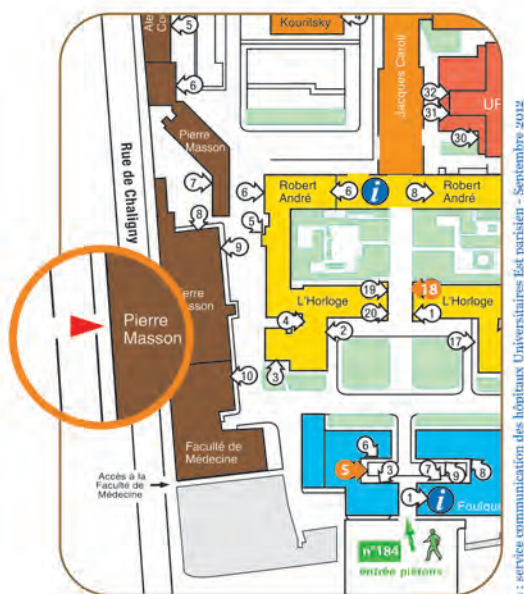 Kourilsky
4
5
6
Pierre
Masson
7
8
9
Rue de Chaligny
Jacques Caroli
32
31
30
UF
6
Robert
André
6
i
8
Robert
André
5
19
18
L'Horloge
L'Horloge
4
20
1
2
17
3
Pierre
Masson
10
Faculté de
Médecine
Accès à la
Faculté de
Médecine
6
5
3
7
9
8
1
i
n°184
entrée piétons
: service communication des hôpitaux Universitaires Est parisien - Septembre 2012